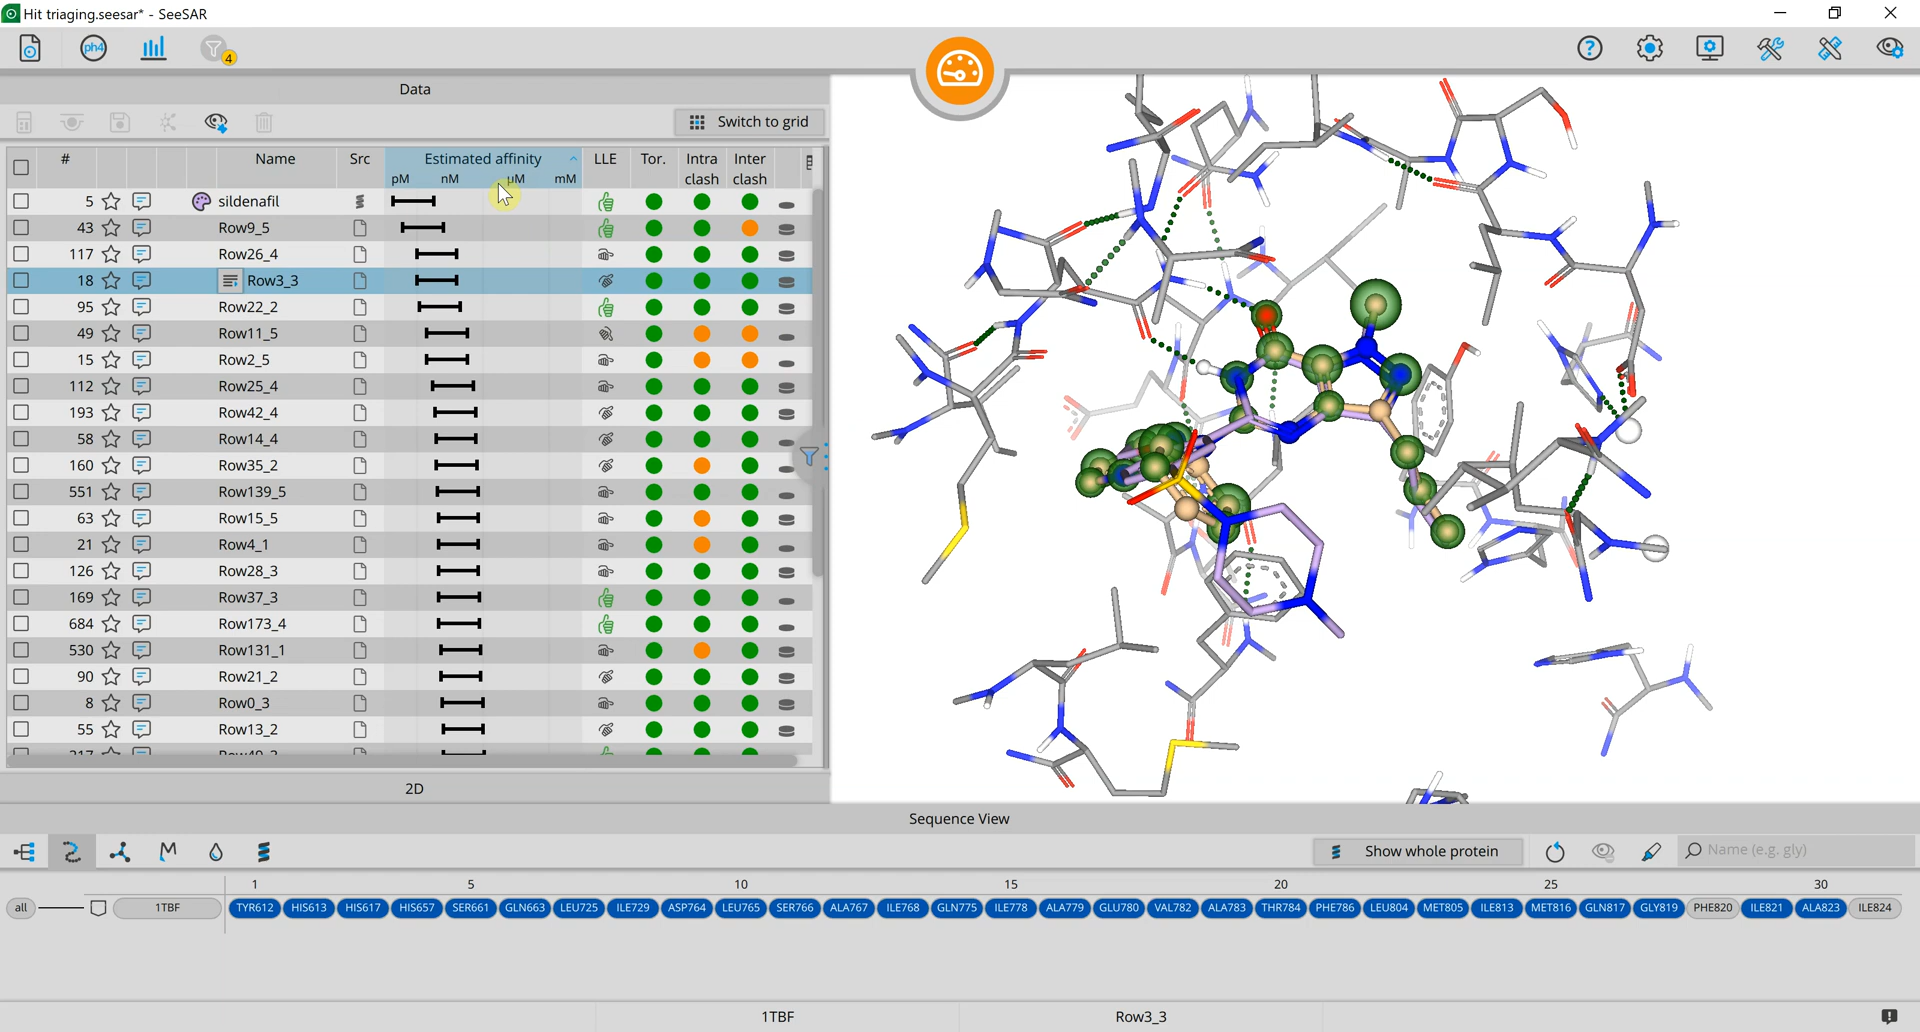 Hit triaging.seesar* - SeeSAR
ph4
4
Data
Switch to grid
# Name Src Estimated affinity LLE Tor. Intra clash Inter clash
pM nM µM mM
5 sildenafil
43 Row9_5
117 Row26_4
18 Row3_3
95 Row22_2
49 Row11_5
15 Row2_5
112 Row25_4
193 Row42_4
58 Row14_4
160 Row35_2
551 Row139_5
63 Row15_5
21 Row4_1
126 Row28_3
169 Row37_3
684 Row173_4
530 Row131_1
90 Row21_2
8 Row0_3
55 Row13_2
2D
Sequence View
Show whole protein
Name (e.g. gly)
1 5 10 15 20 25 30
all 1TBF TYR612 HIS613 HIS617 HIS657 SER661 GLN663 LEU725 ILE729 ASP764 LEU765 SER766 ALA767 ILE768 GLN775 ILE778 ALA779 GLU780 VAL782 ALA783 THR784 PHE786 LEU804 MET805 ILE813 MET816 GLN817 GLY819 PHE820 ILE821 ALA823 ILE824
1TBF Row3_3